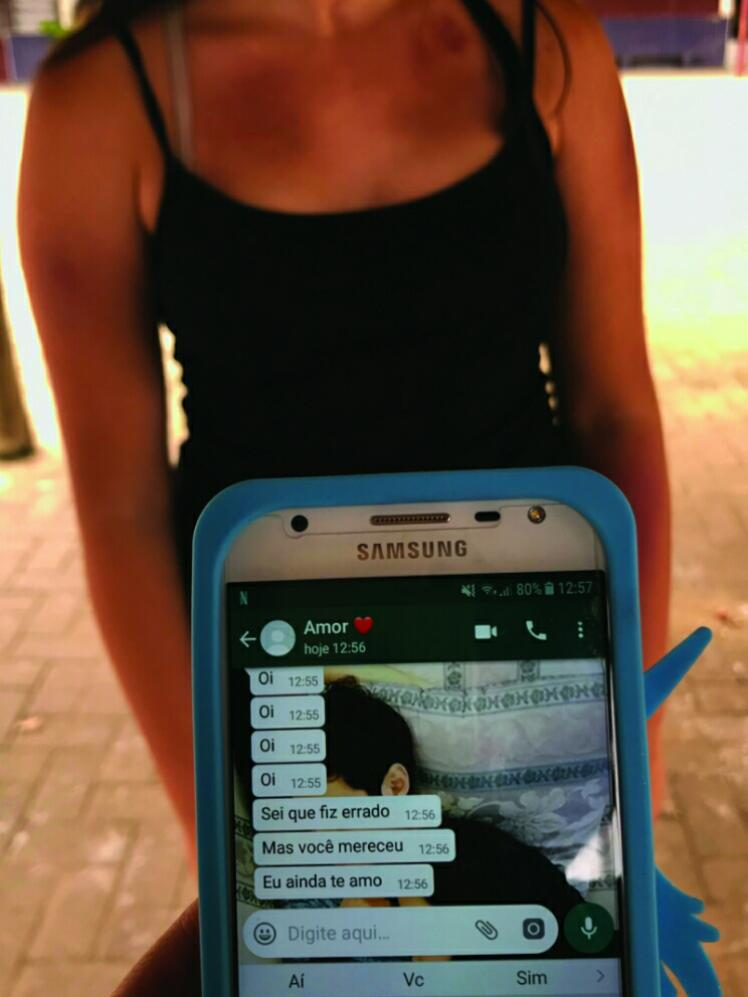 SAMSUNG
N 80% 12:57
Amor ❤️
hoje 12:56
Oi 12:55
Oi 12:55
Oi 12:55
Oi 12:55
Sei que fiz errado 12:56
Mas você mereceu 12:56
Eu ainda te amo 12:56
Digite aqui...
Aí Vc Sim